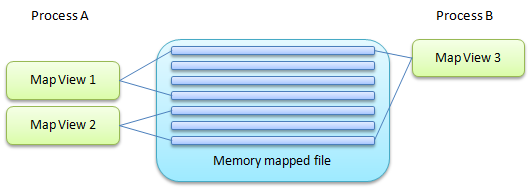 Process A
Process B
Map View 1
Map View 2
Map View 3
Memory mapped file